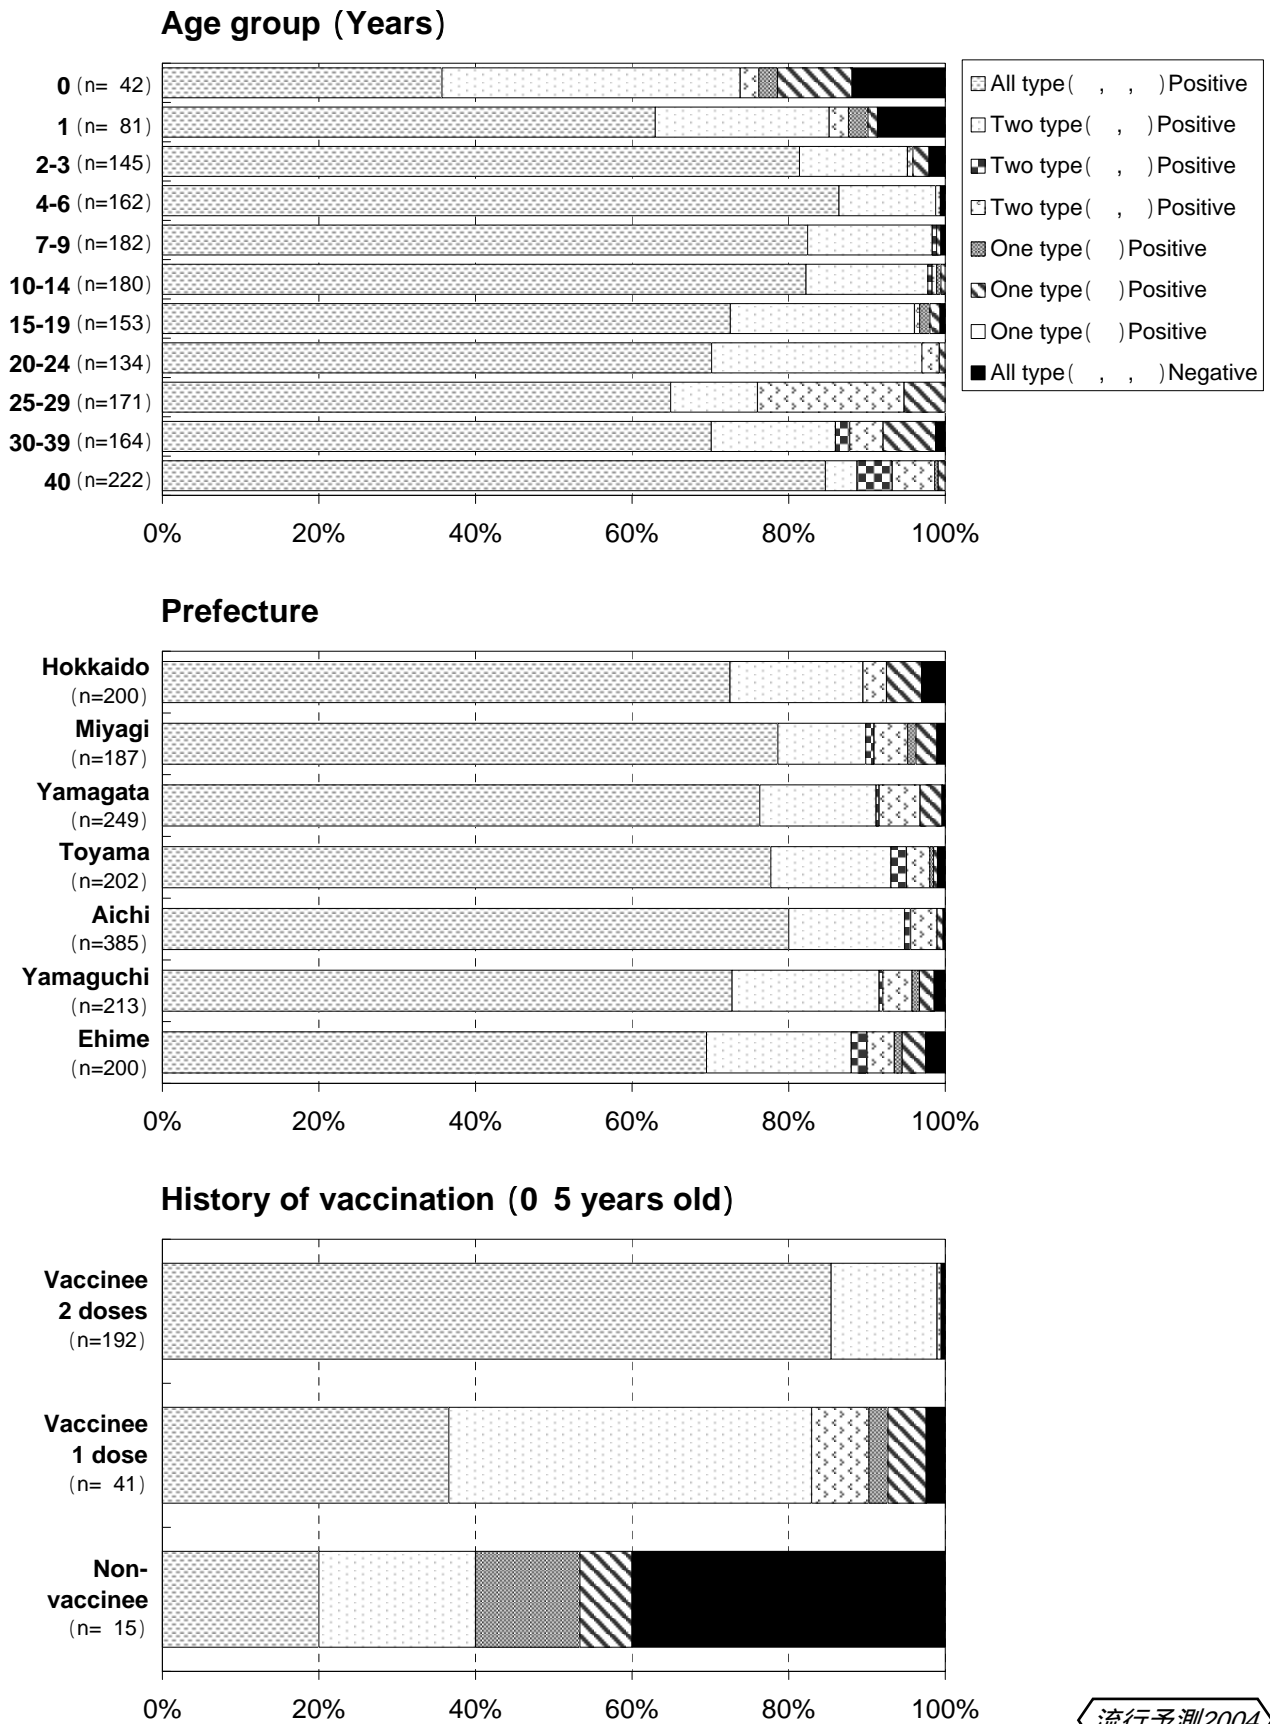 Age group (Years)
0 (n= 42)
1 (n= 81)
2-3 (n=145)
4-6 (n=162)
7-9 (n=182)
10-14 (n=180)
15-19 (n=153)
20-24 (n=134)
25-29 (n=171)
30-39 (n=164)
40 (n=222)
0% 20% 40% 60% 80% 100%
All type( , , )Positive
Two type( , )Positive
Two type( , )Positive
Two type( , )Positive
One type( )Positive
One type( )Positive
One type( )Positive
All type( , , )Negative
Prefecture
Hokkaido
(n=200)
Miyagi
(n=187)
Yamagata
(n=249)
Toyama
(n=202)
Aichi
(n=385)
Yamaguchi
(n=213)
Ehime
(n=200)
0% 20% 40% 60% 80% 100%
History of vaccination (0 5 years old)
Vaccinee
2 doses
(n=192)
Vaccinee
1 dose
(n= 41)
Non-
vaccinee
(n= 15)
0% 20% 40% 60% 80% 100%
流行予測2004